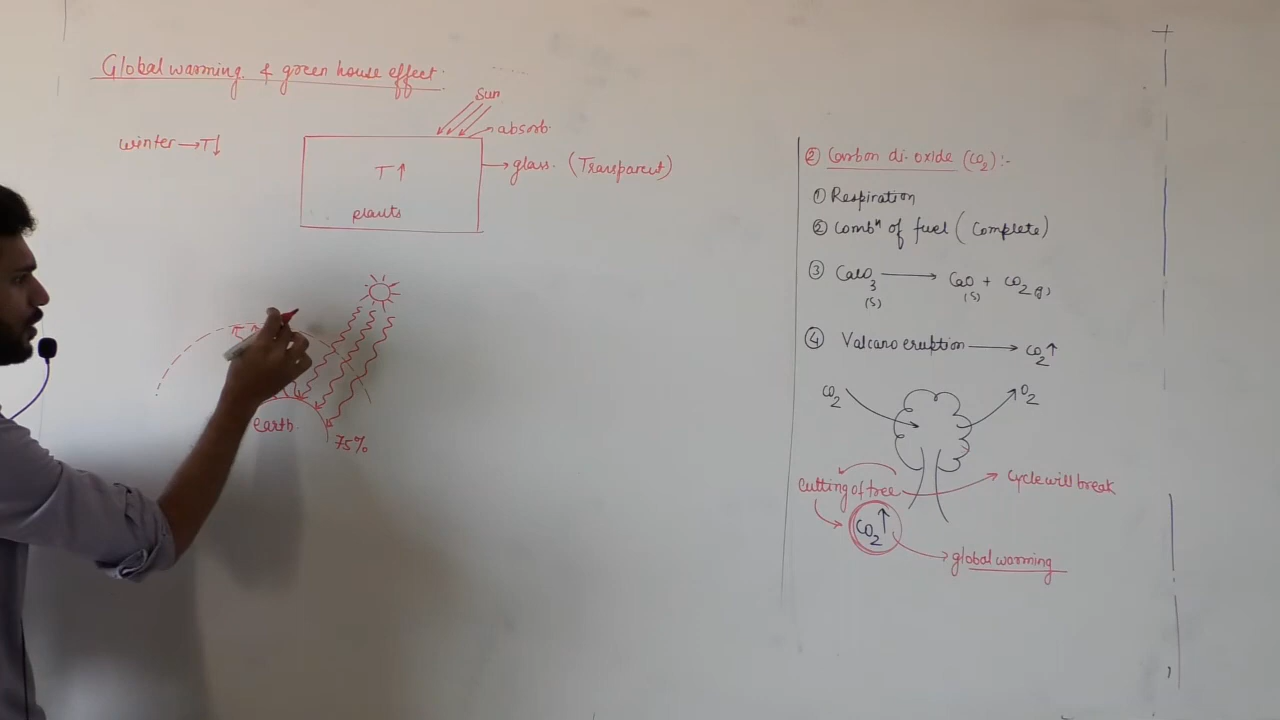 Global warming & green house effect.
Sun
absorb.
winter → T↓
T ↑
glass. (Transparent)
plants
earth.
75%
② Carbon di-oxide (CO2) :-
① Respiration
② Combⁿ of fuel (Complete)
③ CaCO3 (s) → CaO (s) + CO2 (g)
④ Valcano eruption → CO2↑
CO2
O2
Cutting of tree
Cycle will break
CO2 ↑
global warming